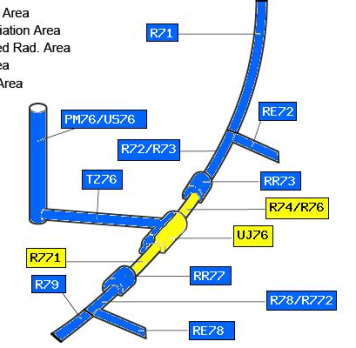 Area
iation Area
ed Rad. Area
ea
Area
R71
RE72
PM76/US76
R72/R73
TZ76
RR73
R74/R76
UJ76
R771
RR77
R79
R78/R772
RE78